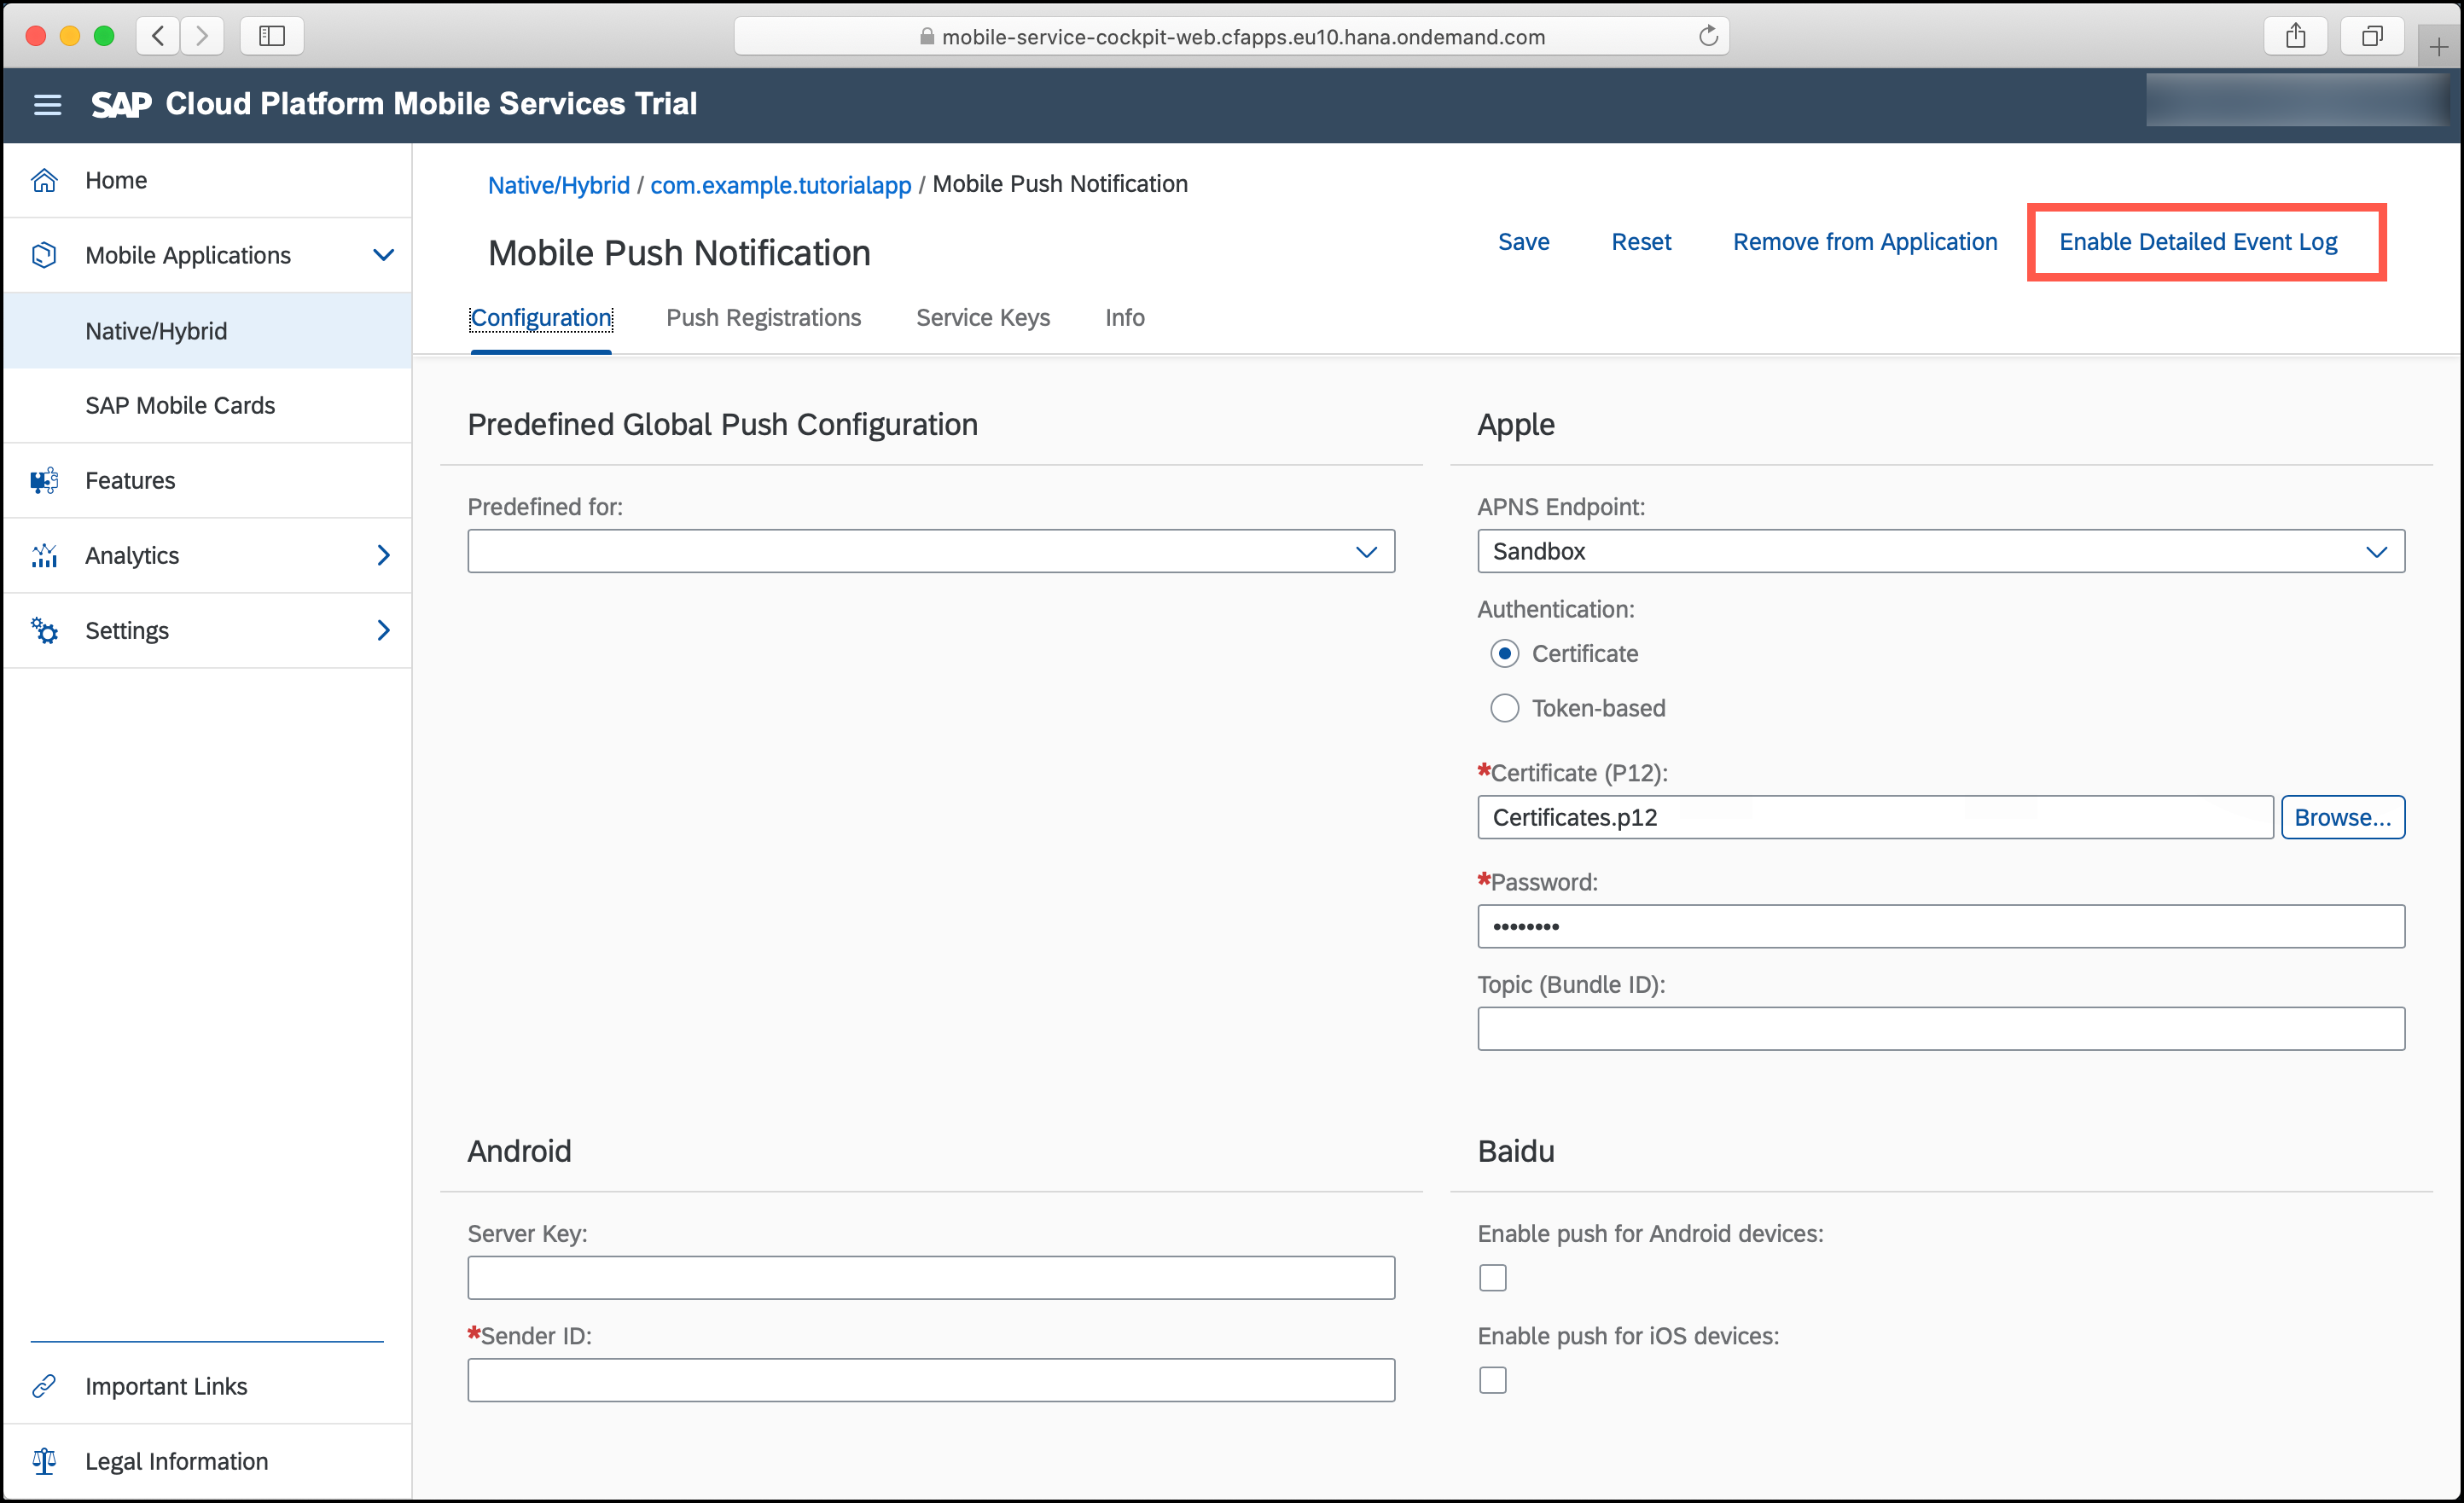 mobile-service-cockpit-web.cfapps.eu10.hana.ondemand.com
SAP Cloud Platform Mobile Services Trial
Home
Mobile Applications
Native/Hybrid
SAP Mobile Cards
Features
Analytics
Settings
Important Links
Legal Information
Native/Hybrid / com.example.tutorialapp / Mobile Push Notification
Mobile Push Notification
Save Reset Remove from Application Enable Detailed Event Log
Configuration Push Registrations Service Keys Info
Predefined Global Push Configuration
Predefined for:
Apple
APNS Endpoint:
Sandbox
Authentication:
Certificate
Token-based
*Certificate (P12):
Certificates.p12 Browse...
*Password:
••••••••
Topic (Bundle ID):
Android
Server Key:
*Sender ID:
Baidu
Enable push for Android devices:
Enable push for iOS devices: